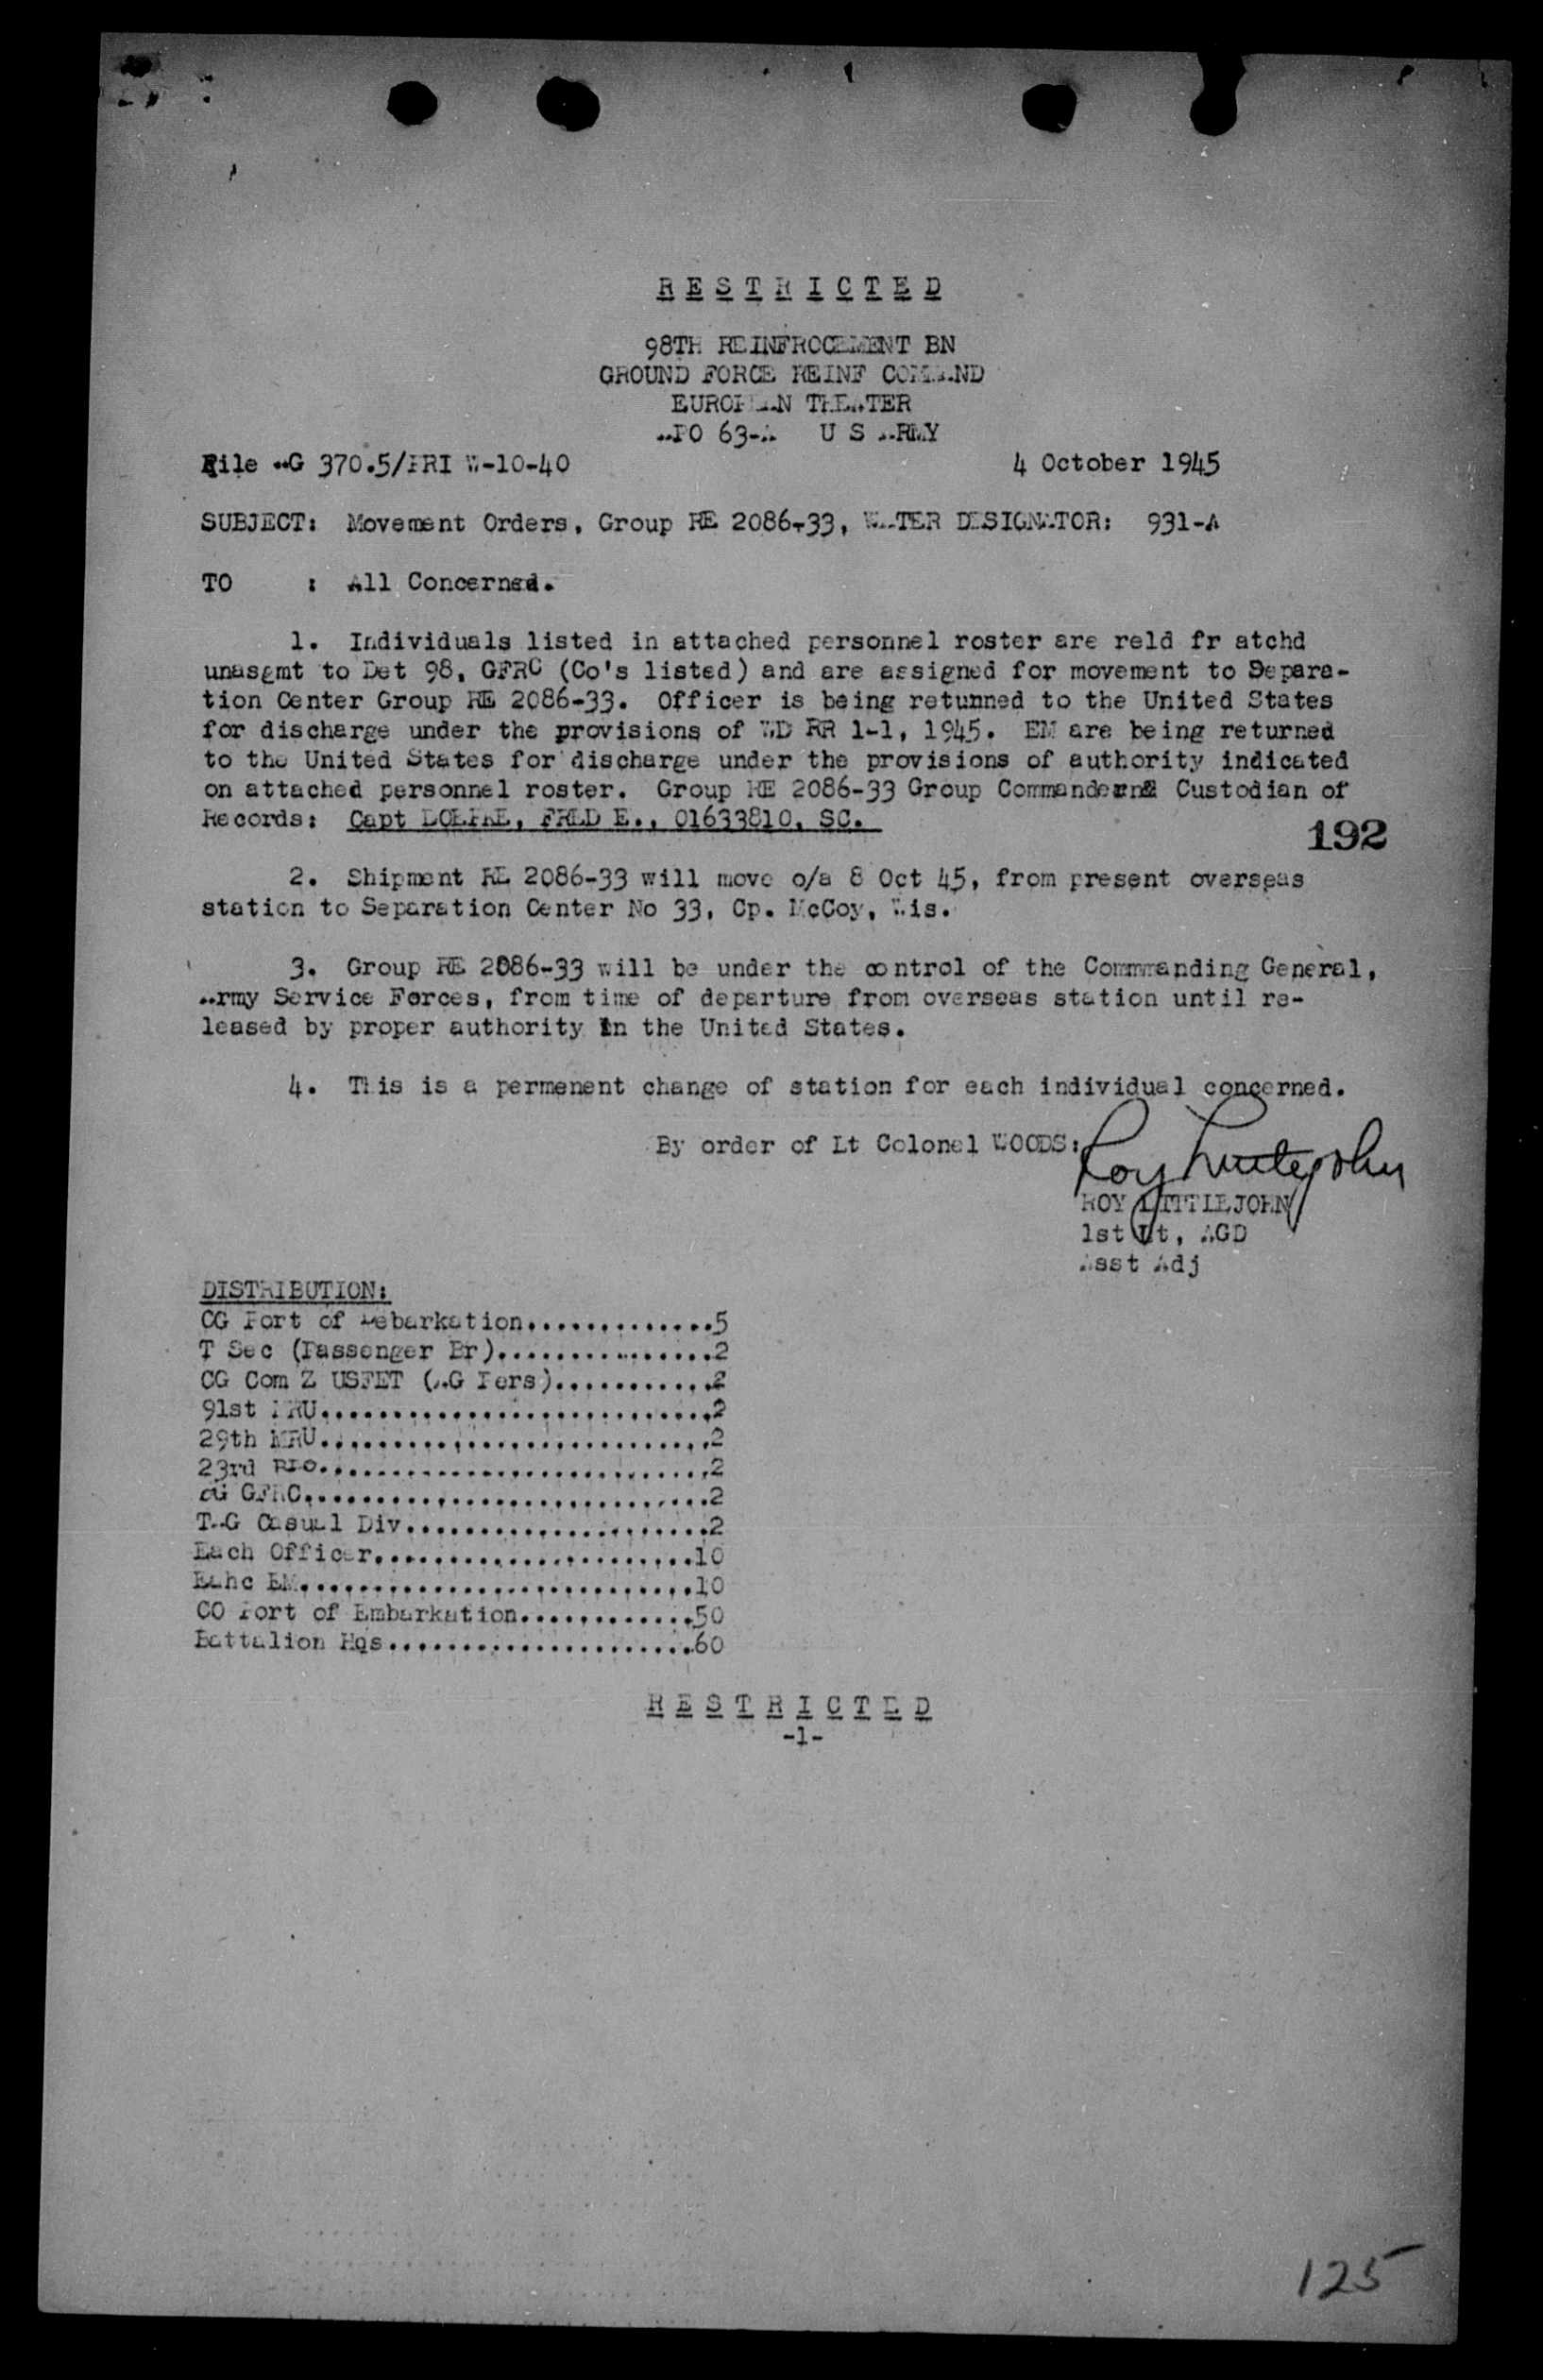 R E S T R I C T E D
98TH REINFROCEMENT BN
GROUND FORCE REINF COMMAND
EUROPEAN THEATER
APO 63-A U S ARMY
File AG 370.5/PRI W-10-40 4 October 1945
SUBJECT: Movement Orders, Group RE 2086-33, WATER DESIGNATOR: 931-A
TO : All Concerned.
1. Individuals listed in attached personnel roster are reld fr atchd
unasgmt to Det 98, GFRC (Co's listed) and are assigned for movement to Separa-
tion Center Group RE 2086-33. Officer is being retunned to the United States
for discharge under the provisions of WD RR 1-1, 1945. EM are being returned
to the United States for discharge under the provisions of authority indicated
on attached personnel roster. Group RE 2086-33 Group Commander Custodian of
Records: Capt FRED E., 01633810, SC.
192
2. Shipment RE 2086-33 will move o/a 8 Oct 45, from present overseas
station to Separation Center No 33, Cp. McCoy, Wis.
3. Group RE 2086-33 will be under the control of the Commmanding General,
Army Service Forces, from time of departure from overseas station until re-
leased by proper authority in the United States.
4. This is a permenent change of station for each individual concerned.
By order of Lt Colonel WOODS:
Roy Littlejohn
ROY LITTLEJOHN
1st Lt, AGD
Asst Adj
DISTRIBUTION:
CG Port of Debarkation.............5
T Sec (Passenger Br)...............2
CG Com Z USFET (AG Pers)...........2
91st MRU...........................2
29th MRU...........................2
23rd BPO...........................2
CG GFRC............................2
TAG Casual Div.....................2
Each Officer......................10
Eahc EM...........................10
CO Port of Embarkation............50
Battalion Hqs.....................60
R E S T R I C T E D
-1-
125